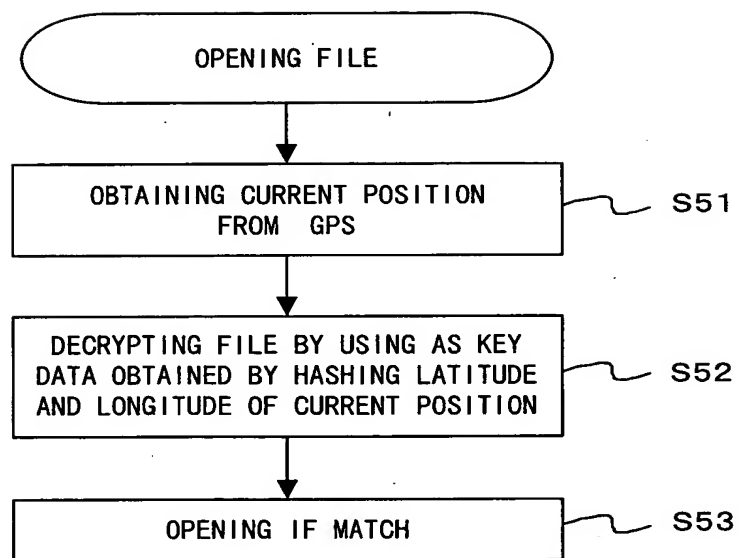 OPENING FILE
OBTAINING CURRENT POSITION
FROM GPS
S51
DECRYPTING FILE BY USING AS KEY
DATA OBTAINED BY HASHING LATITUDE
AND LONGITUDE OF CURRENT POSITION
S52
OPENING IF MATCH
S53